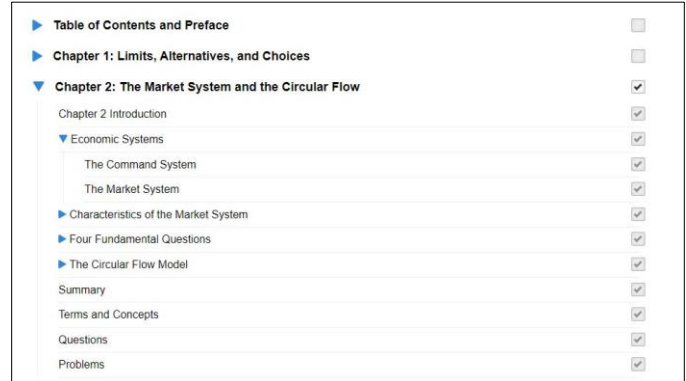 Table of Contents and Preface
Chapter 1: Limits, Alternatives, and Choices
Chapter 2: The Market System and the Circular Flow
Chapter 2 Introduction
Economic Systems
The Command System
The Market System
Characteristics of the Market System
Four Fundamental Questions
The Circular Flow Model
Summary
Terms and Concepts
Questions
Problems